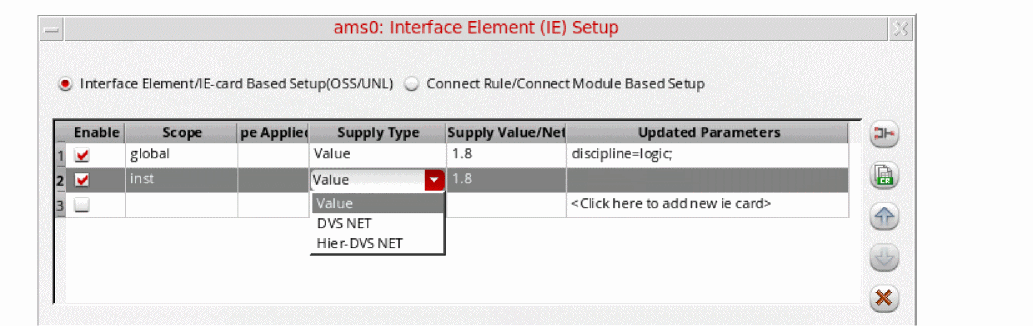 ams0: Interface Element (IE) Setup
Interface Element/IE-card Based Setup(OSS/UNL) Connect Rule/Connect Module Based Setup
Enable Scope pe Applied Supply Type Supply Value/Net Updated Parameters
1 global Value 1.8 discipline=logic;
2 inst Value 1.8
3 Value <Click here to add new ie card>
DVS NET
Hier-DVS NET
CR